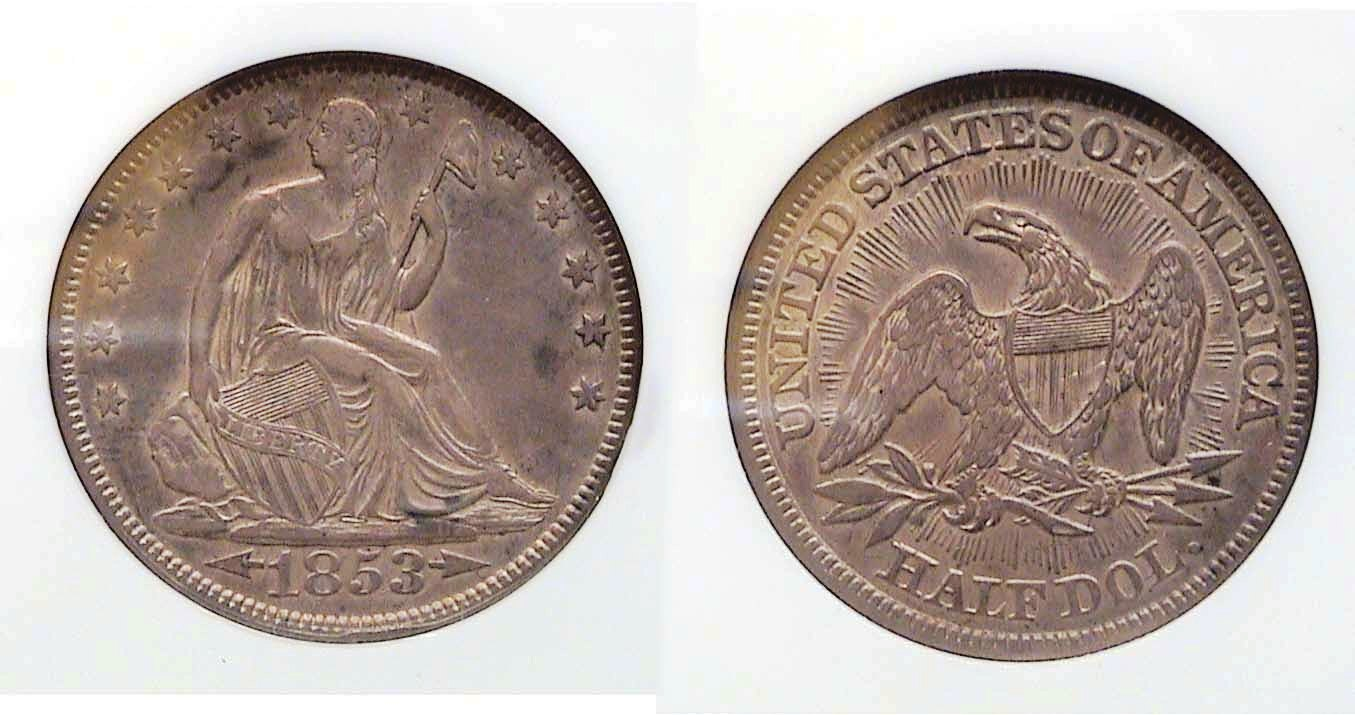 LIBERTY
1853
UNITED STATES OF AMERICA
HALF DOL.